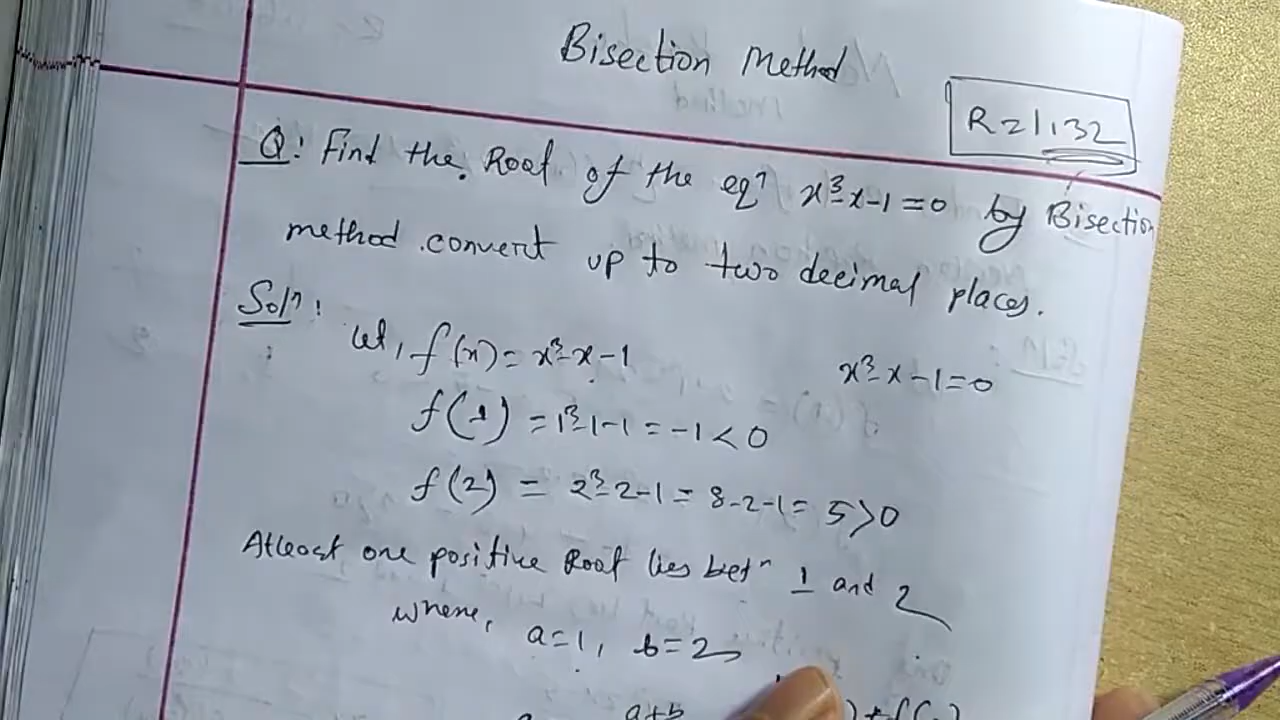 Bisection Method
R=1.32
Q: Find the Root of the eqn x³-x-1=0 by Bisection
method convert up to two decimal places.
Soln:
Let, f(x)= x³-x-1
x³-x-1=0
f(1) = 1³-1-1 = -1<0
f(2) = 2³-2-1 = 8-2-1= 5>0
Atleast one positive Root lies betn 1 and 2
where, a=1, b=2
a+b